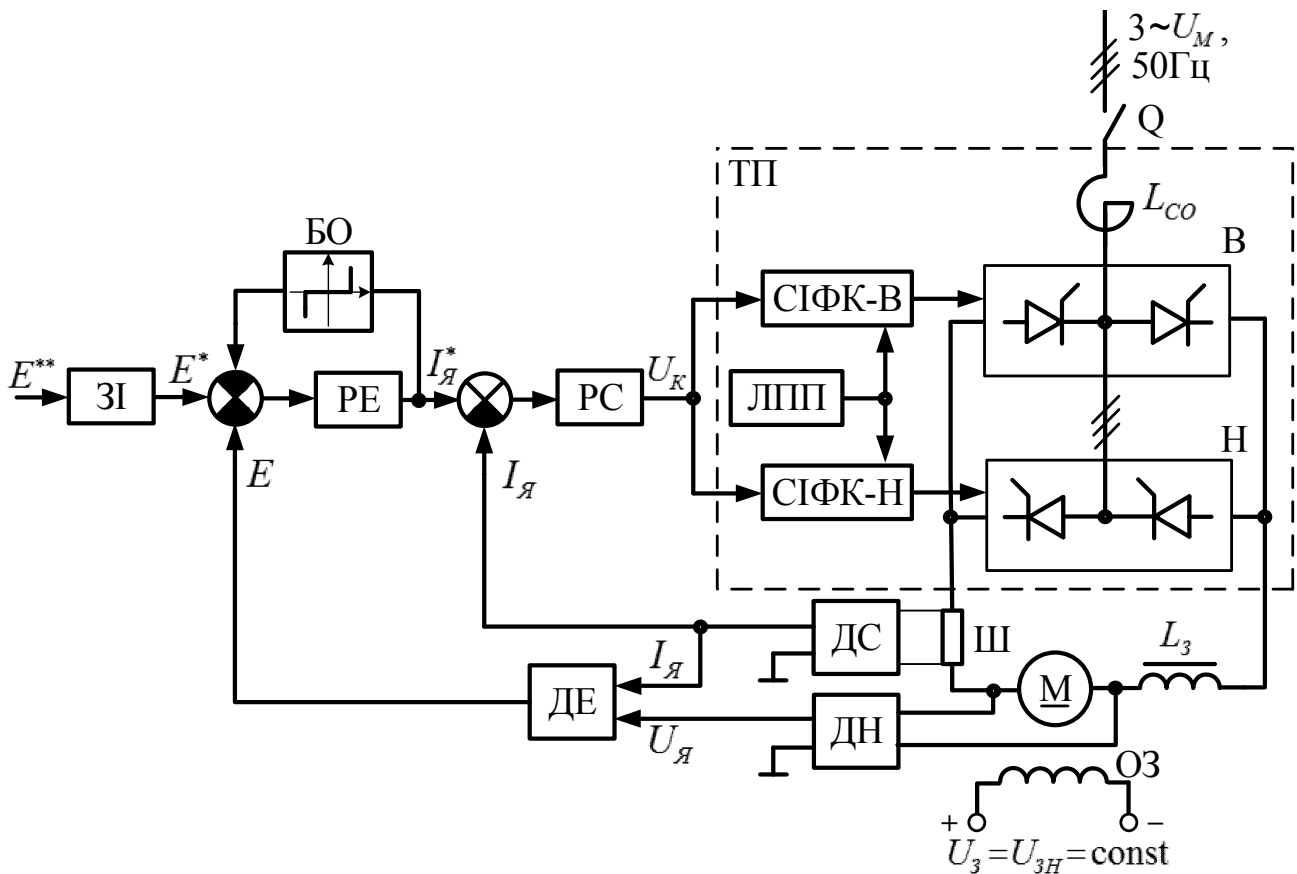 3~U_М,
50Гц
Q
ТП
L_СО
БО
В
СІФК-В
E**
E*
I_Я*
U_К
ЗІ
РЕ
РС
ЛПП
Н
E
I_Я
СІФК-Н
ДС
Ш
L_З
I_Я
ДЕ
М
U_Я
ДН
ОЗ
+
−
U_З=U_ЗН=const